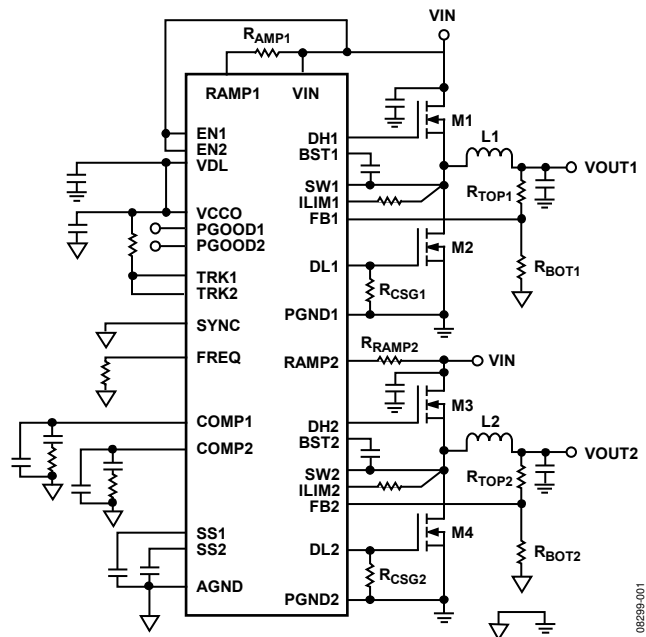 VIN
RAMP1
RAMP1 VIN
EN1
EN2
VDL
VCCO
PGOOD1
PGOOD2
TRK1
TRK2
SYNC
FREQ
COMP1
COMP2
SS1
SS2
AGND
DH1
BST1
SW1
ILIM1
FB1
DL1
PGND1
RAMP2
DH2
BST2
SW2
ILIM2
FB2
DL2
PGND2
M1
L1
VOUT1
RTOP1
M2
RCSG1
RBOT1
RRAMP2
VIN
M3
L2
VOUT2
RTOP2
M4
RCSG2
RBOT2
08299-001